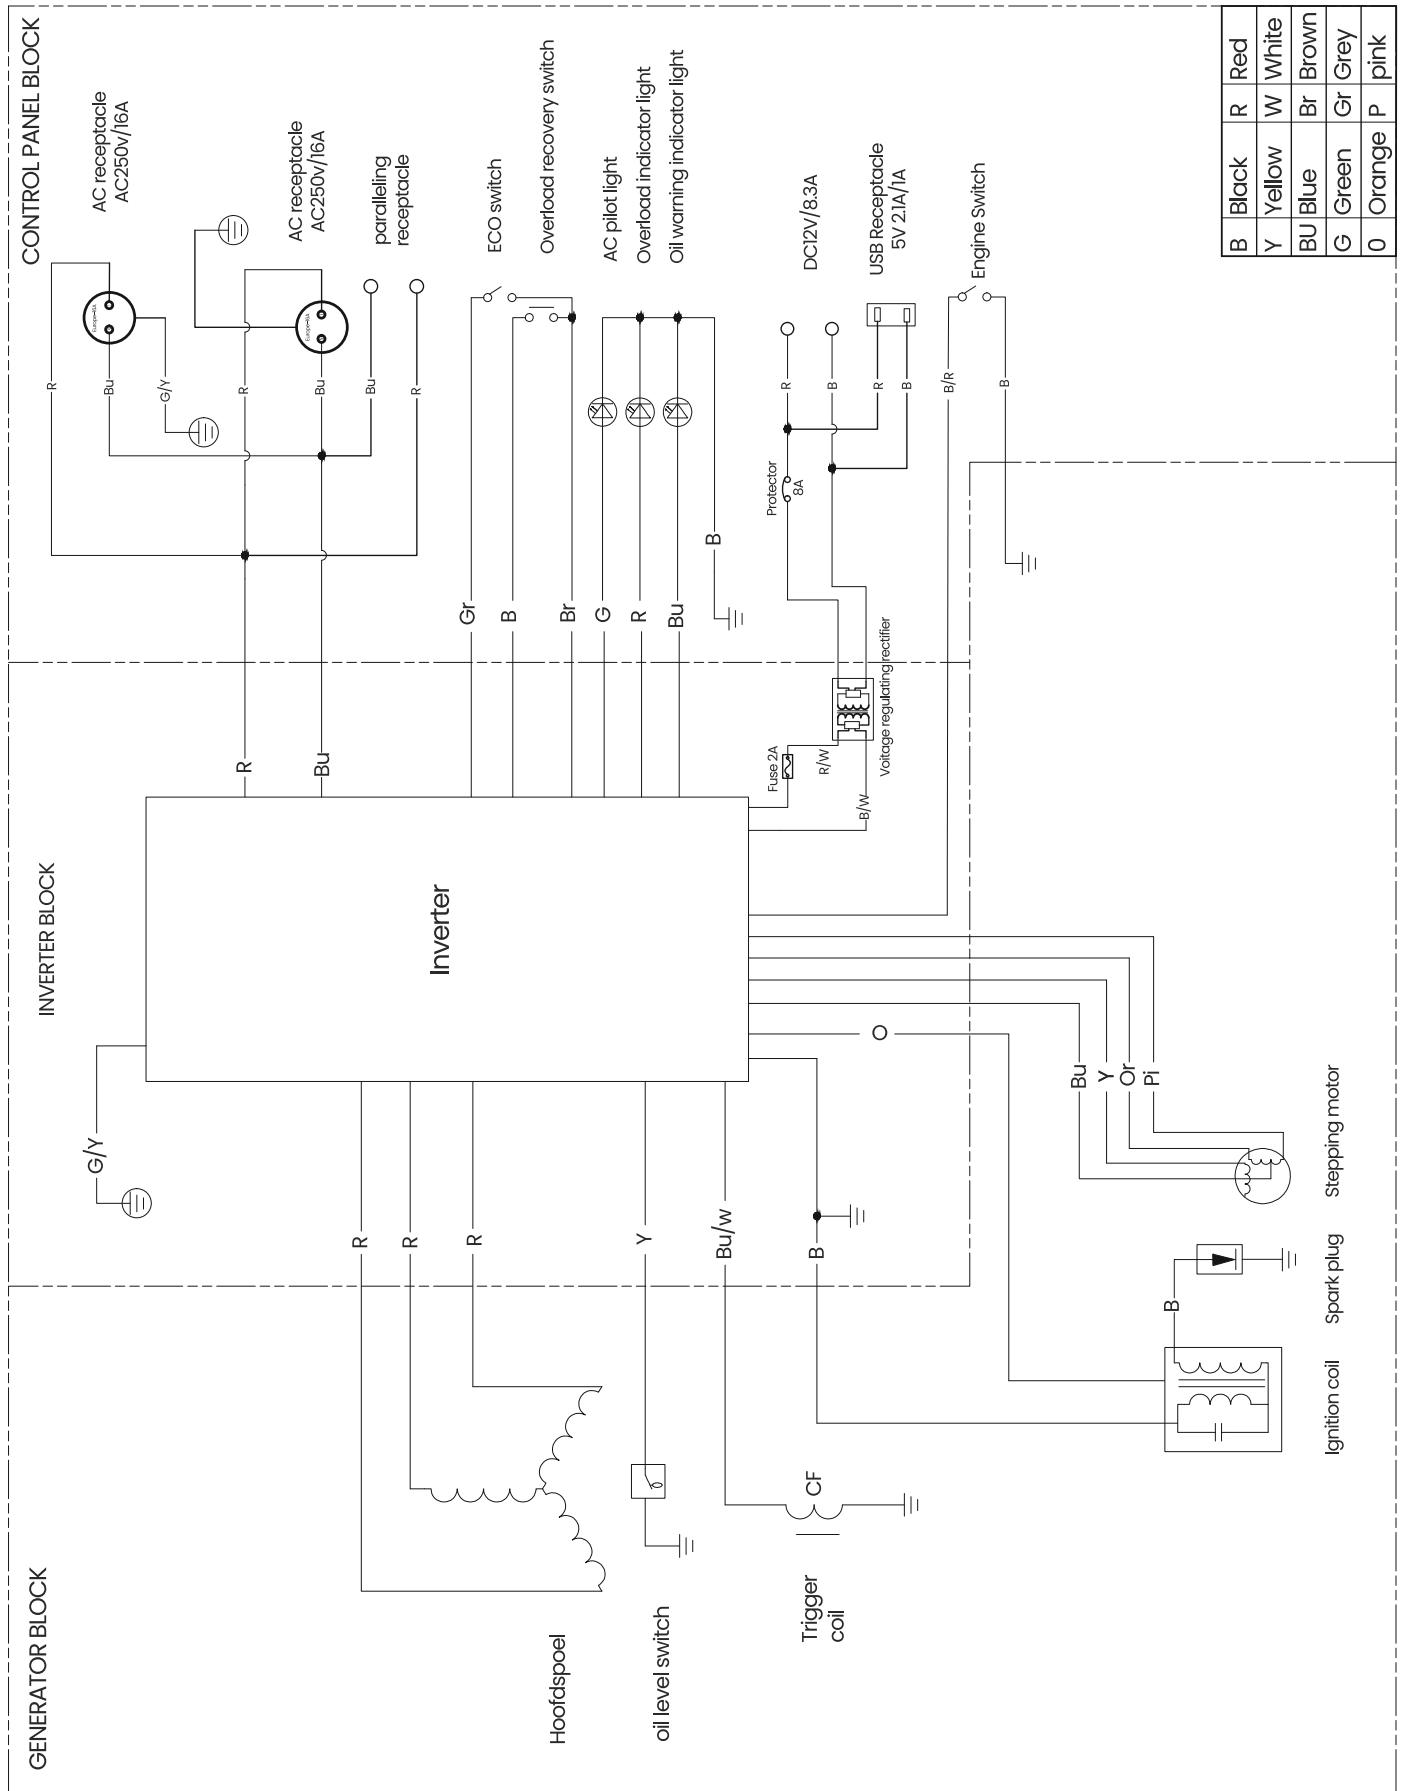 GENERATOR BLOCK
INVERTER BLOCK
CONTROL PANEL BLOCK
AC receptacle
AC250v/16A
AC receptacle
AC250v/16A
paralleling
receptacle
ECO switch
Overload recovery switch
AC pilot light
Overload indicator light
Oil warning indicator light
DC12V/8.3A
USB Receptacle
5V 2.1A/1A
Engine Switch
R
Bu
G/Y
R
Bu
Bu
R
R
B
R
B
B/R
B
Protector
8A
Gr
B
Br
G
R
Bu
B
R
Bu
Fuse 2A
R/W
B/W
Voitage regulating rectifier
Inverter
G/Y
R
R
R
Y
Bu/w
B
O
Bu
Y
Or
Pi
B
Hoofdspoel
oil level switch
Trigger
coil
CF
Ignition coil
Spark plug
Stepping motor
B Black R Red
Y Yellow W White
BU Blue Br Brown
G Green Gr Grey
O Orange P pink